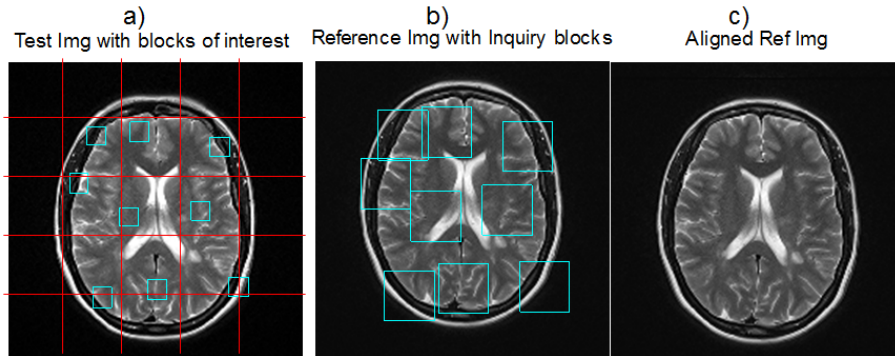 a)
Test Img with blocks of interest
b)
Reference Img with Inquiry blocks
c)
Aligned Ref Img